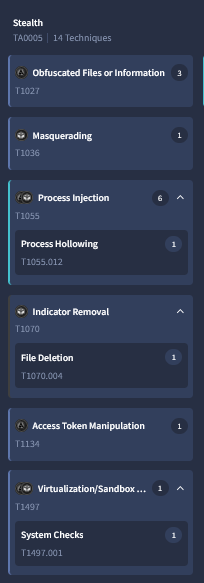 Stealth
TA0005 | 14 Techniques
Obfuscated Files or Information 3
T1027
Masquerading 1
T1036
Process Injection 6
T1055
Process Hollowing 1
T1055.012
Indicator Removal
T1070
File Deletion 1
T1070.004
Access Token Manipulation 1
T1134
Virtualization/Sandbox ... 1
T1497
System Checks 1
T1497.001